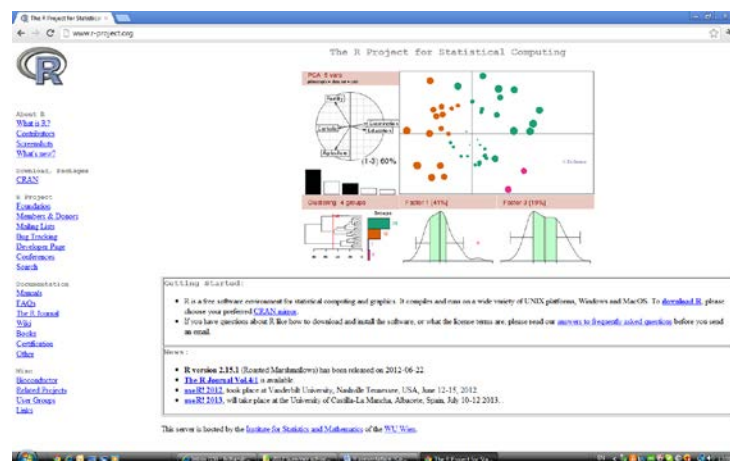 The R Project for Statistical ×
www.r-project.org
The R Project for Statistical Computing
R
PCA 5 vars
(1-3) 60%
Clustering 4 groups
Factor 1 [41%]
Factor 3 [19%]
Groups
About R
What is R?
Contributors
Screenshots
What's new?
Download, Packages
CRAN
R Project
Foundation
Members & Donors
Mailing Lists
Bug Tracking
Developer Page
Conferences
Search
Documentation
Manuals
FAQs
The R Journal
Wiki
Books
Certification
Other
Misc
Bioconductor
Related Projects
User Groups
Links
Getting Started:
R is a free software environment for statistical computing and graphics. It compiles and runs on a wide variety of UNIX platforms, Windows and MacOS. To download R, please
choose your preferred CRAN mirror.
If you have questions about R like how to download and install the software, or what the license terms are, please read our answers to frequently asked questions before you send
an email.
News:
R version 2.15.1 (Roasted Marshmallows) has been released on 2012-06-22.
The R Journal Vol.4/1 is available.
useR! 2012, took place at Vanderbilt University, Nashville Tennessee, USA, June 12-15, 2012.
useR! 2013, will take place at the University of Castilla-La Mancha, Albacete, Spain, July 10-12 2013.
This server is hosted by the Institute for Statistics and Mathematics of the WU Wien.